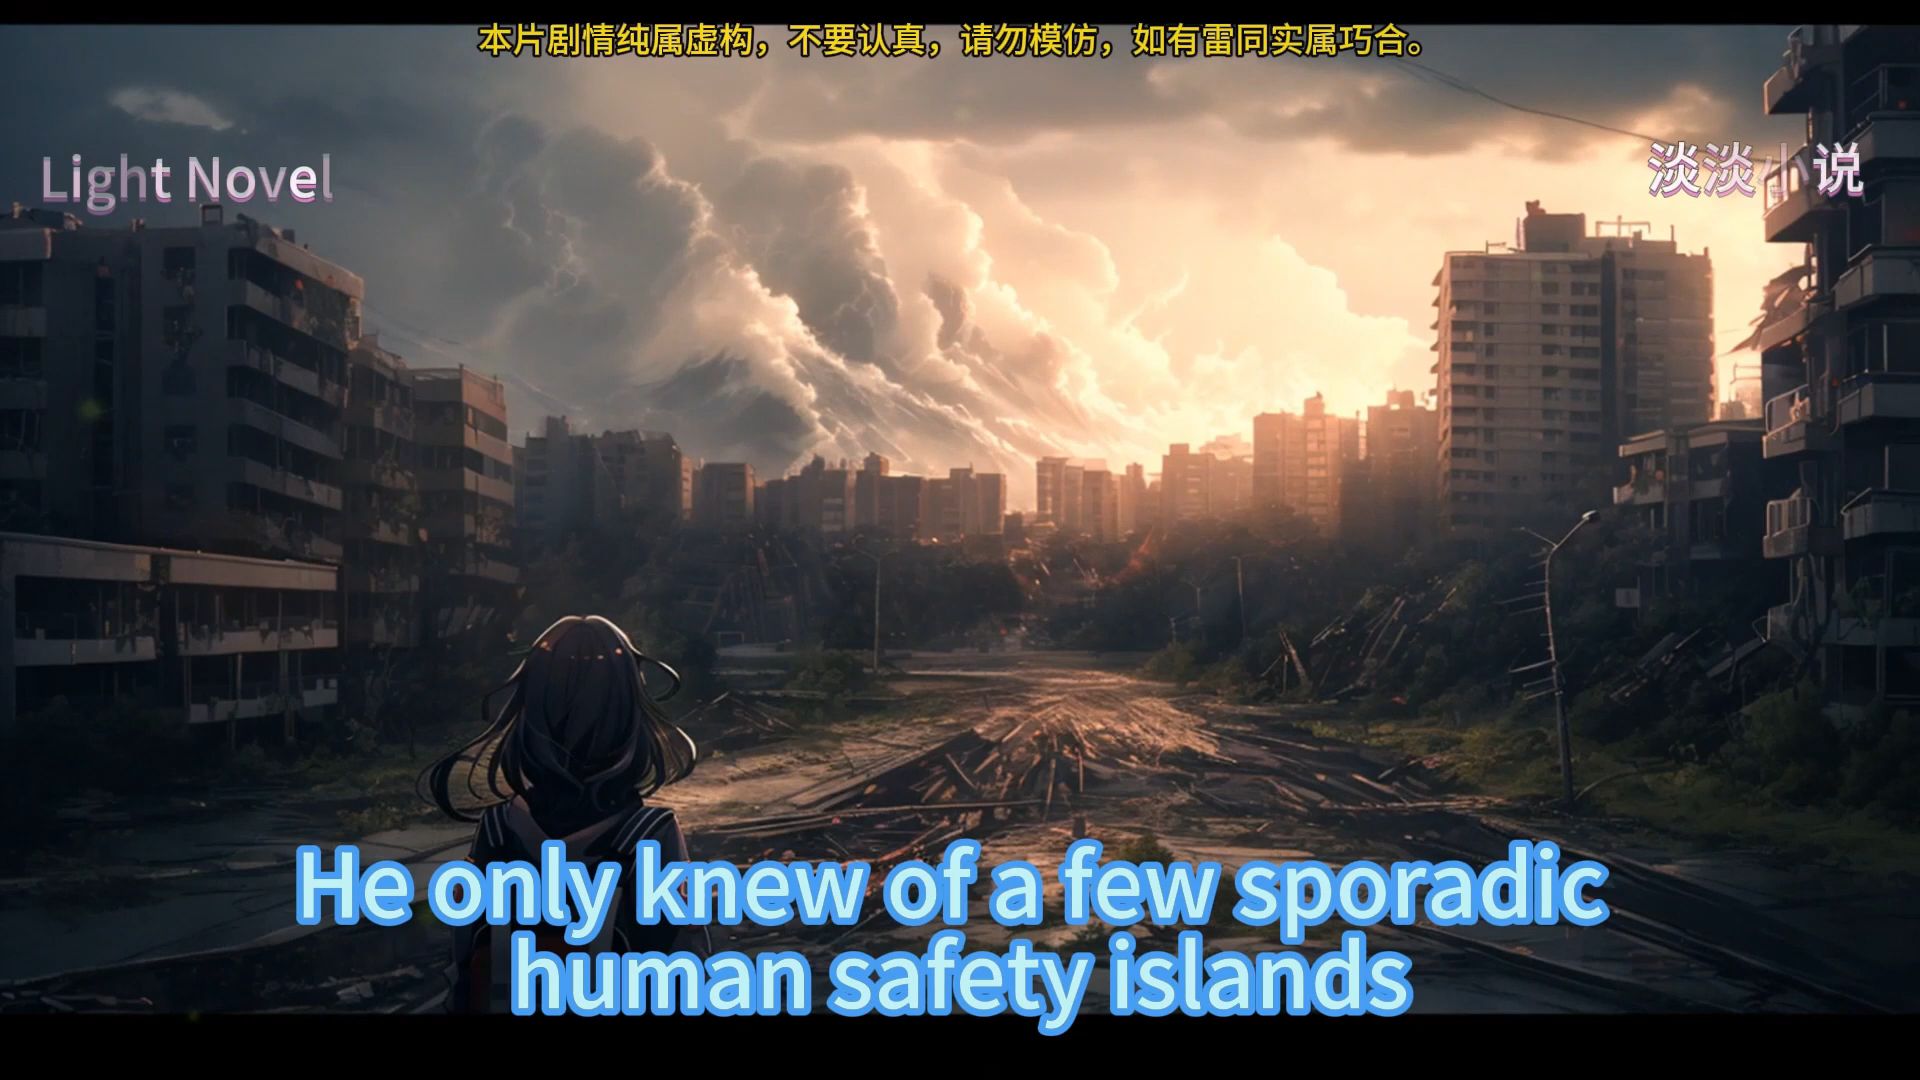 本片剧情纯属虚构，不要认真，请勿模仿，如有雷同实属巧合。
Light Novel
淡淡小说
He only knew of a few sporadic
human safety islands